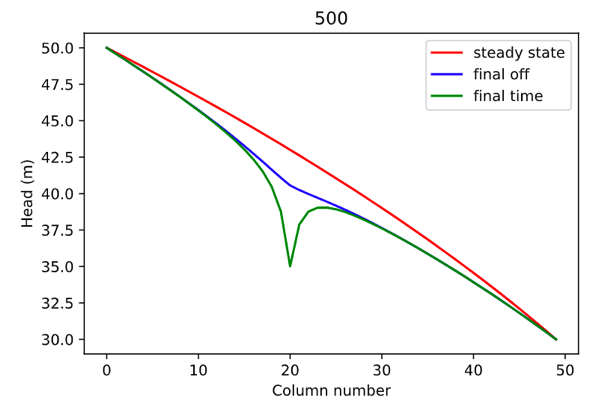 500
50.0
47.5
45.0
42.5
40.0
37.5
35.0
32.5
30.0
Head (m)
steady state
final off
final time
0 10 20 30 40 50
Column number